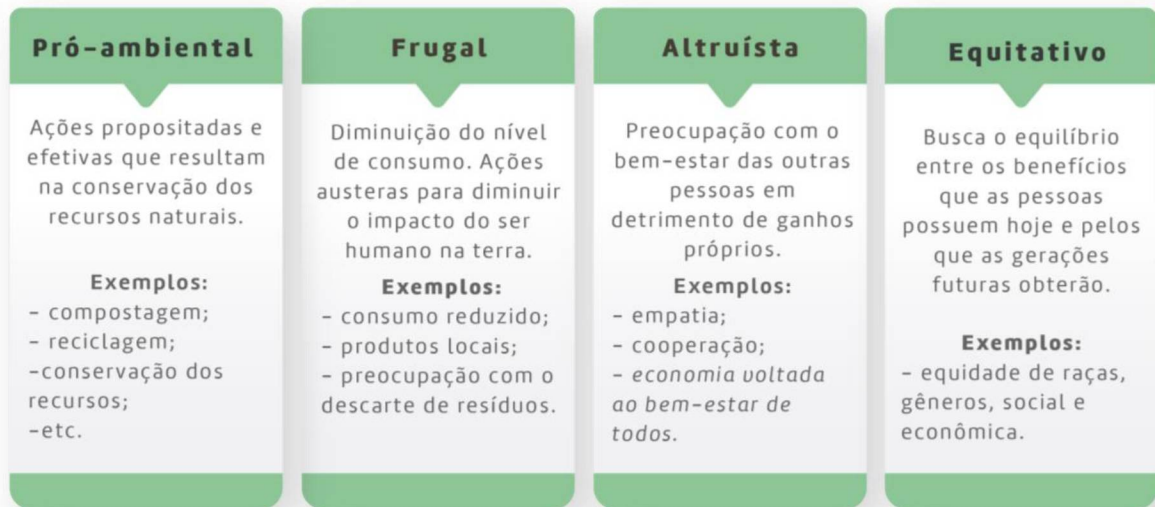 Pró-ambiental
Ações propositadas e
efetivas que resultam
na conservação dos
recursos naturais.
Exemplos:
- compostagem;
- reciclagem;
-conservação dos
recursos;
-etc.
Frugal
Diminuição do nível
de consumo. Ações
austeras para diminuir
o impacto do ser
humano na terra.
Exemplos:
- consumo reduzido;
- produtos locais;
- preocupação com o
descarte de resíduos.
Altruísta
Preocupação com o
bem-estar das outras
pessoas em
detrimento de ganhos
próprios.
Exemplos:
- empatia;
- cooperação;
- economia voltada
ao bem-estar de
todos.
Equitativo
Busca o equilíbrio
entre os benefícios
que as pessoas
possuem hoje e pelos
que as gerações
futuras obterão.
Exemplos:
- equidade de raças,
gêneros, social e
econômica.